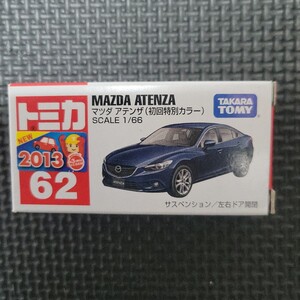 トミカ
NEW
2013
62
MAZDA ATENZA
マツダ アテンザ(初回特別カラー)
SCALE 1/66
TAKARA
TOMY
サスペンション/左右ドア開閉